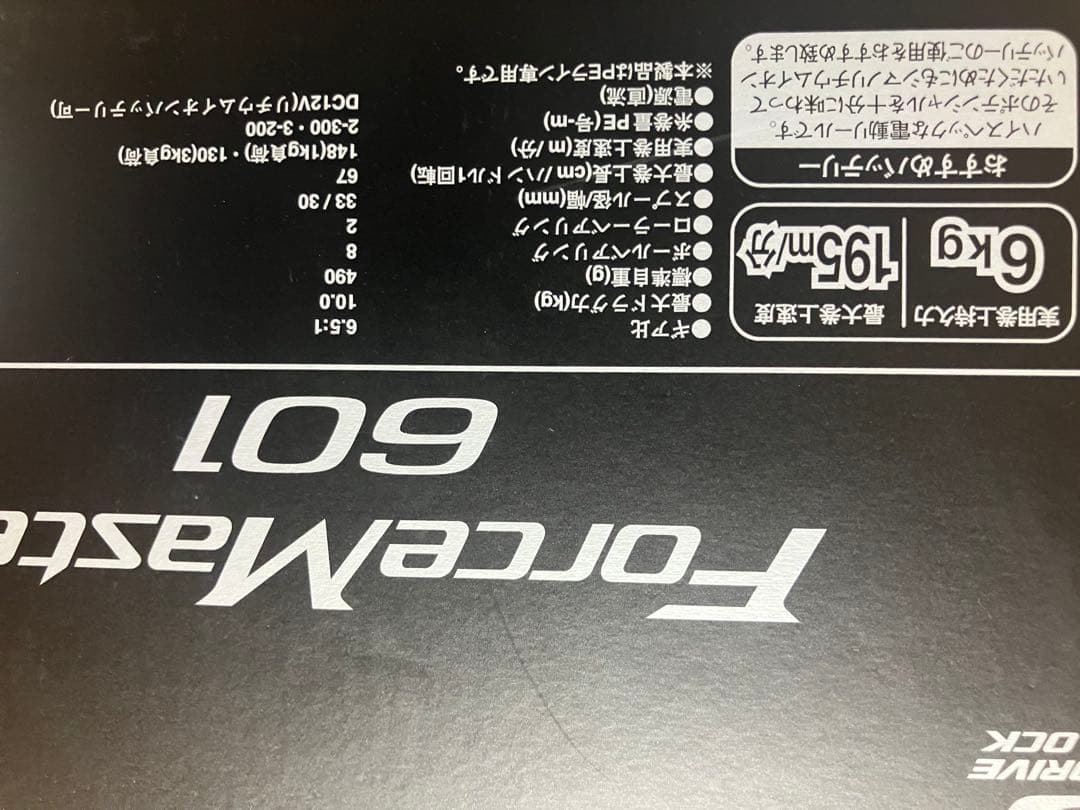 DRIVE
OCK
ForceMaste
601
実用巻上持久力
6kg
最大巻上速度
195m/分
おすすめバッテリー
ハイスペックな電動リールです。
そのポテンシャルを十分に味わって
いただくためにもシマノリチウムイオン
バッテリーのご使用をおすすめ致します。
●ギア比 6.5:1
●最大ドラグ力(kg) 10.0
●標準自重(g) 490
●ボールベアリング 8
●ローラーベアリング 2
●スプール径/幅(mm) 33 / 30
●最大巻上長(cm /ハンドル1回転) 67
●実用巻上速度(m /分) 148(1kg負荷)・130(3kg負荷)
●糸巻量 PE(号-m) 2-300・3-200
●電源(直流) DC12V(リチウムイオンバッテリー可)
※本製品はPEライン専用です。